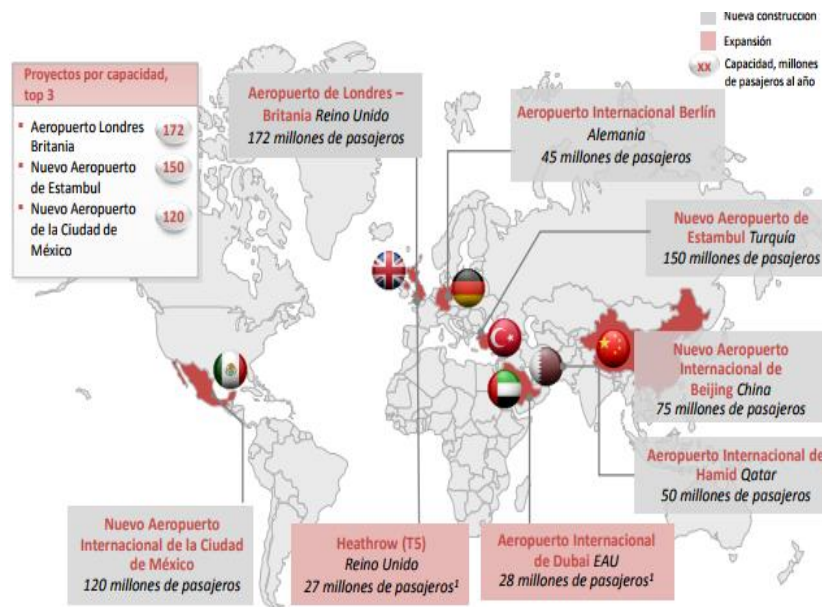 Nueva construcción
Expansión
xx
Capacidad, millones
de pasajeros al año
Proyectos por capacidad,
top 3
Aeropuerto Londres
Britania
172
Nuevo Aeropuerto
de Estambul
150
Nuevo Aeropuerto
de la Ciudad de
México
120
Aeropuerto de Londres –
Britania Reino Unido
172 millones de pasajeros
Aeropuerto Internacional Berlín
Alemania
45 millones de pasajeros
Nuevo Aeropuerto de
Estambul Turquía
150 millones de pasajeros
Nuevo Aeropuerto
Internacional de
Beijing China
75 millones de pasajeros
Aeropuerto Internacional de
Hamid Qatar
50 millones de pasajeros
Nuevo Aeropuerto
Internacional de la Ciudad
de México
120 millones de pasajeros
Heathrow (T5)
Reino Unido
27 millones de pasajeros¹
Aeropuerto Internacional
de Dubai EAU
28 millones de pasajeros¹